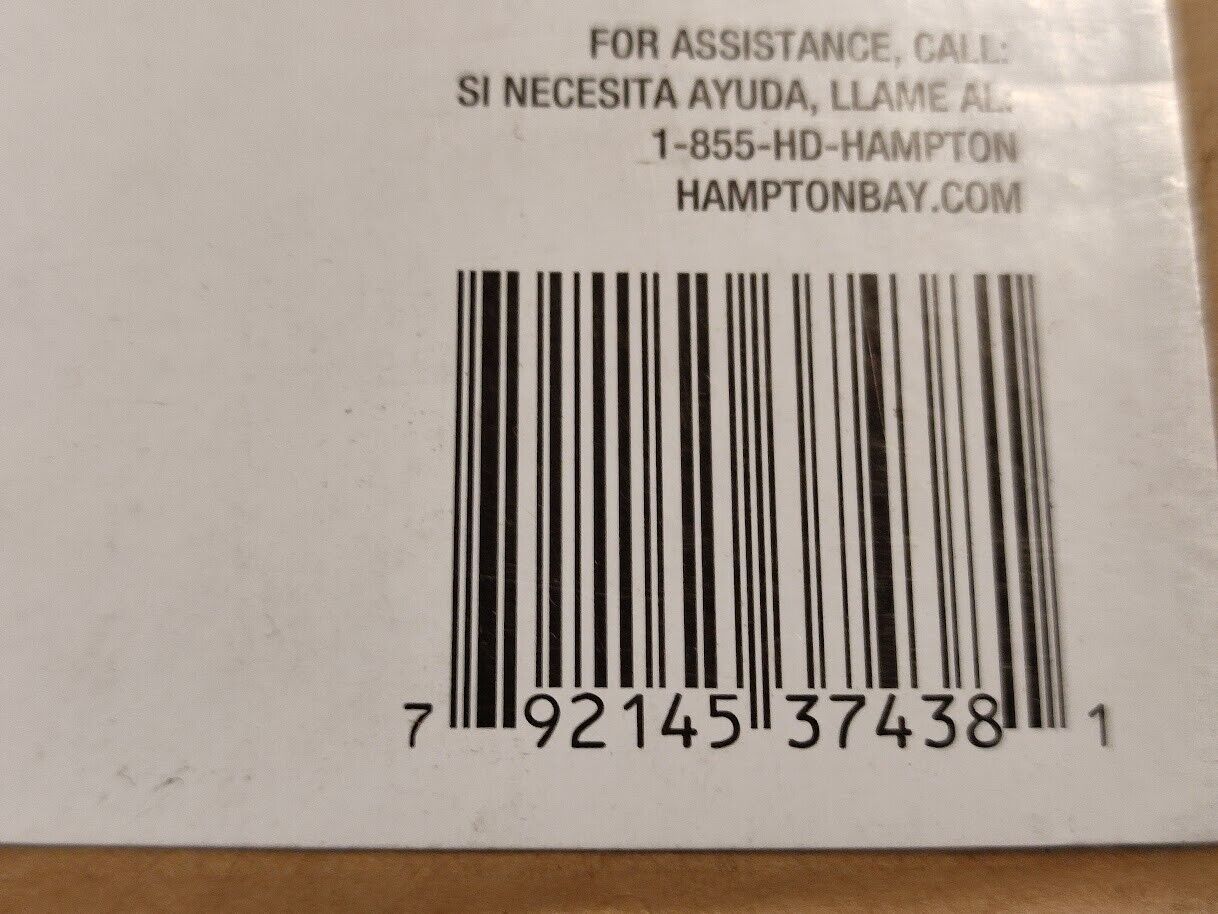 FOR ASSISTANCE, CALL:
SI NECESITA AYUDA, LLAME AL:
1-855-HD-HAMPTON
HAMPTONBAY.COM
7 92145 37438 1